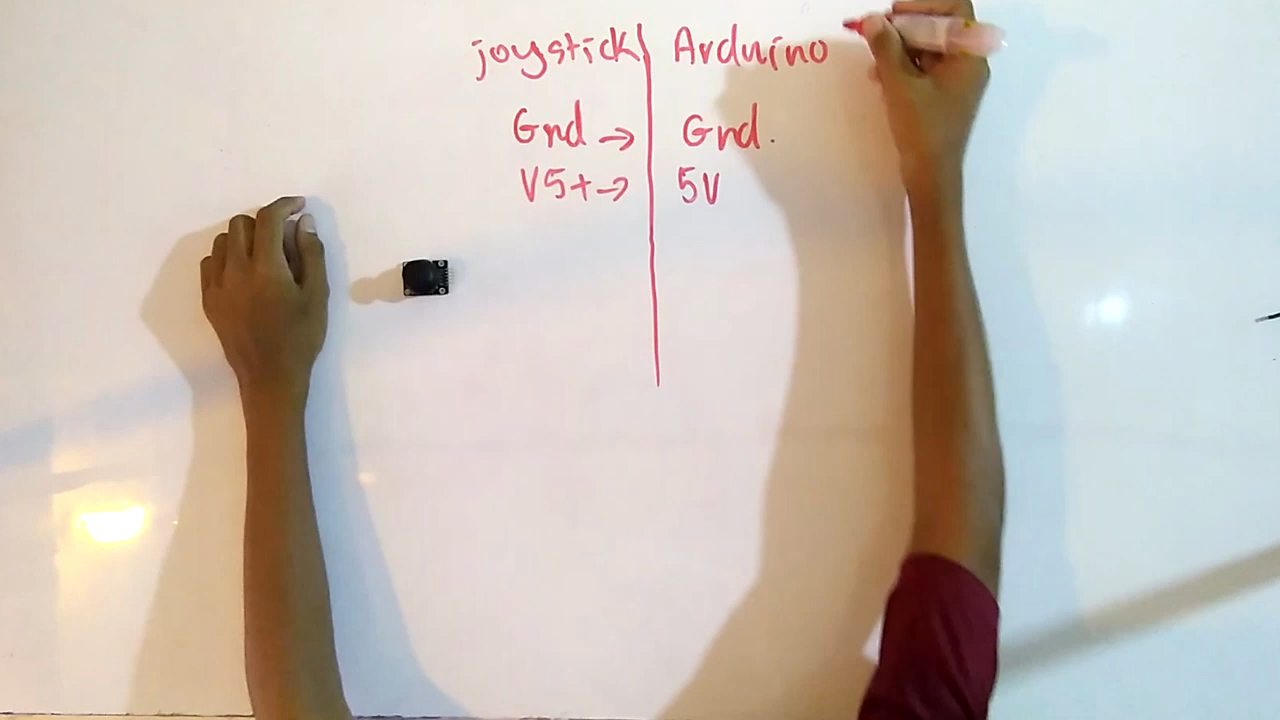 joystick | Arduino
Gnd → Gnd.
V5+ → 5V